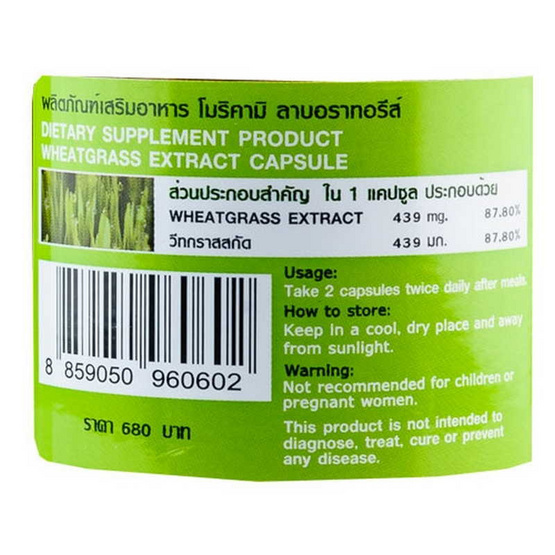 ผลิตภัณฑ์เสริมอาหาร โมริคามิ ลาบอราทอรีส์
DIETARY SUPPLEMENT PRODUCT
WHEATGRASS EXTRACT CAPSULE
ส่วนประกอบสำคัญ ใน 1 แคปซูล ประกอบด้วย
WHEATGRASS EXTRACT 439 mg. 87.80%
วีทกราสสกัด 439 มก. 87.80%
Usage:
Take 2 capsules twice daily after meals.
How to store:
Keep in a cool, dry place and away
from sunlight.
Warning:
Not recommended for children or
pregnant women.
This product is not intended to
diagnose, treat, cure or prevent
any disease.
8 859050 960602
ราคา 680 บาท